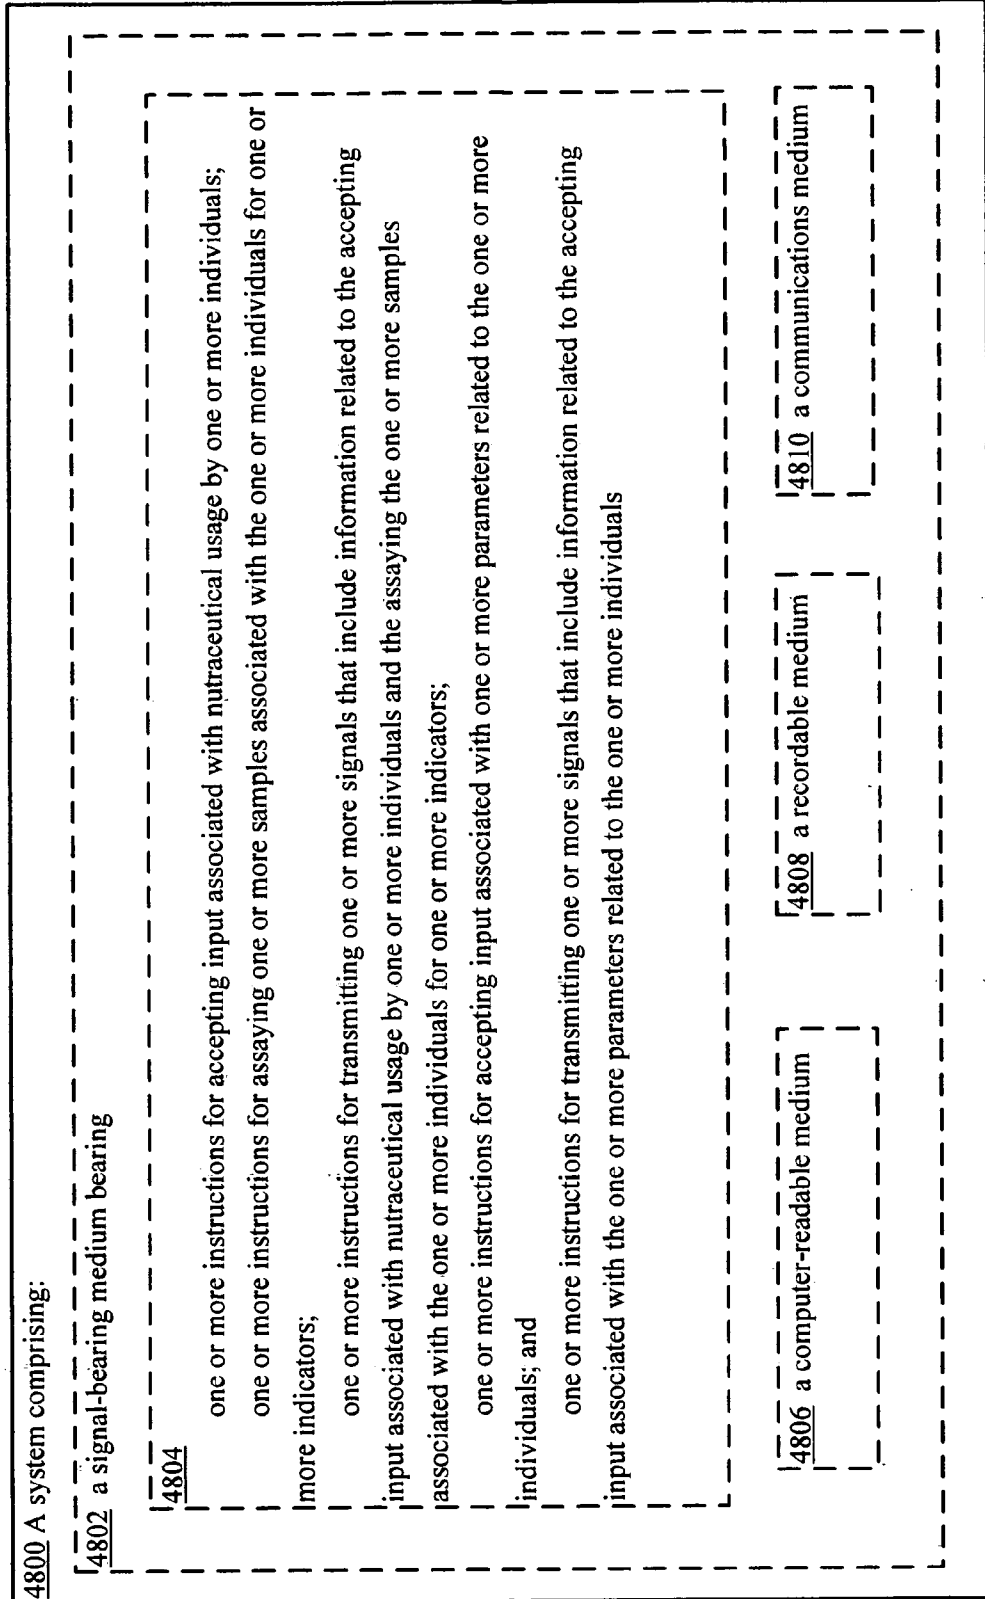 4800 A system comprising:
4802 a signal-bearing medium bearing
4804
one or more instructions for accepting input associated with nutraceutical usage by one or more individuals;
one or more instructions for assaying one or more samples associated with the one or more individuals for one or
more indicators;
one or more instructions for transmitting one or more signals that include information related to the accepting
input associated with nutraceutical usage by one or more individuals and the assaying the one or more samples
associated with the one or more individuals for one or more indicators;
one or more instructions for accepting input associated with one or more parameters related to the one or more
individuals; and
one or more instructions for transmitting one or more signals that include information related to the accepting
input associated with the one or more parameters related to the one or more individuals
4806 a computer-readable medium
4808 a recordable medium
4810 a communications medium